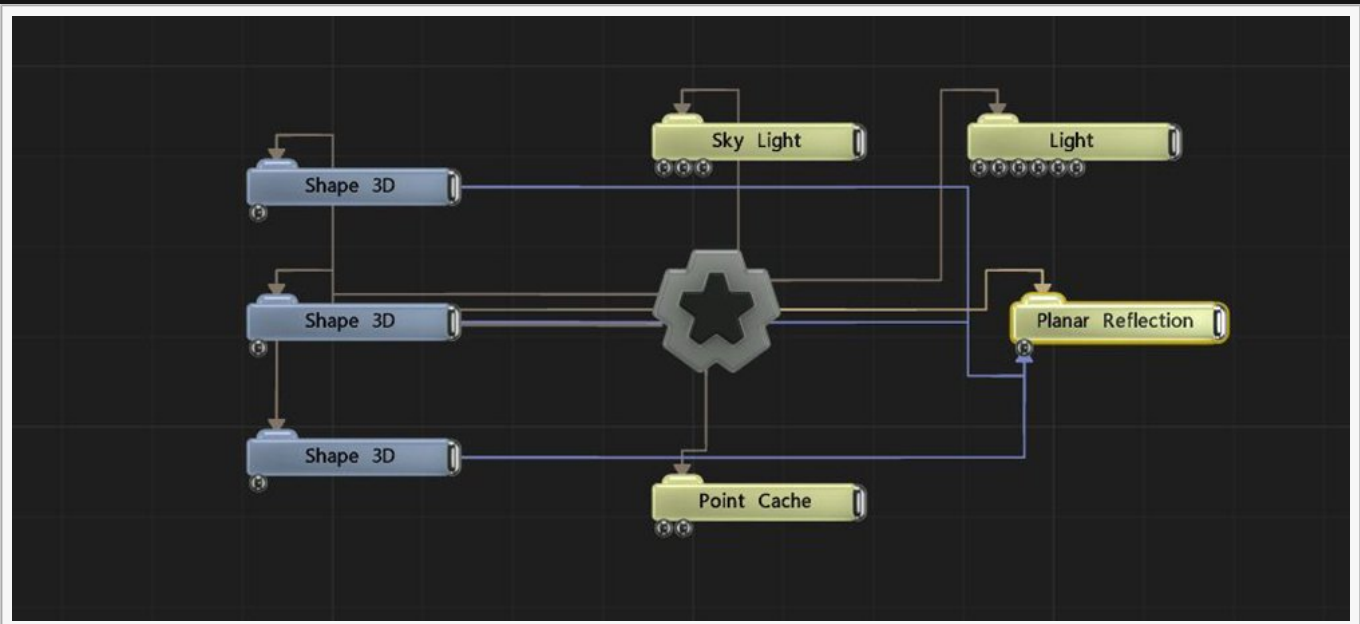 Sky Light
Light
Shape 3D
Shape 3D
Planar Reflection
Shape 3D
Point Cache